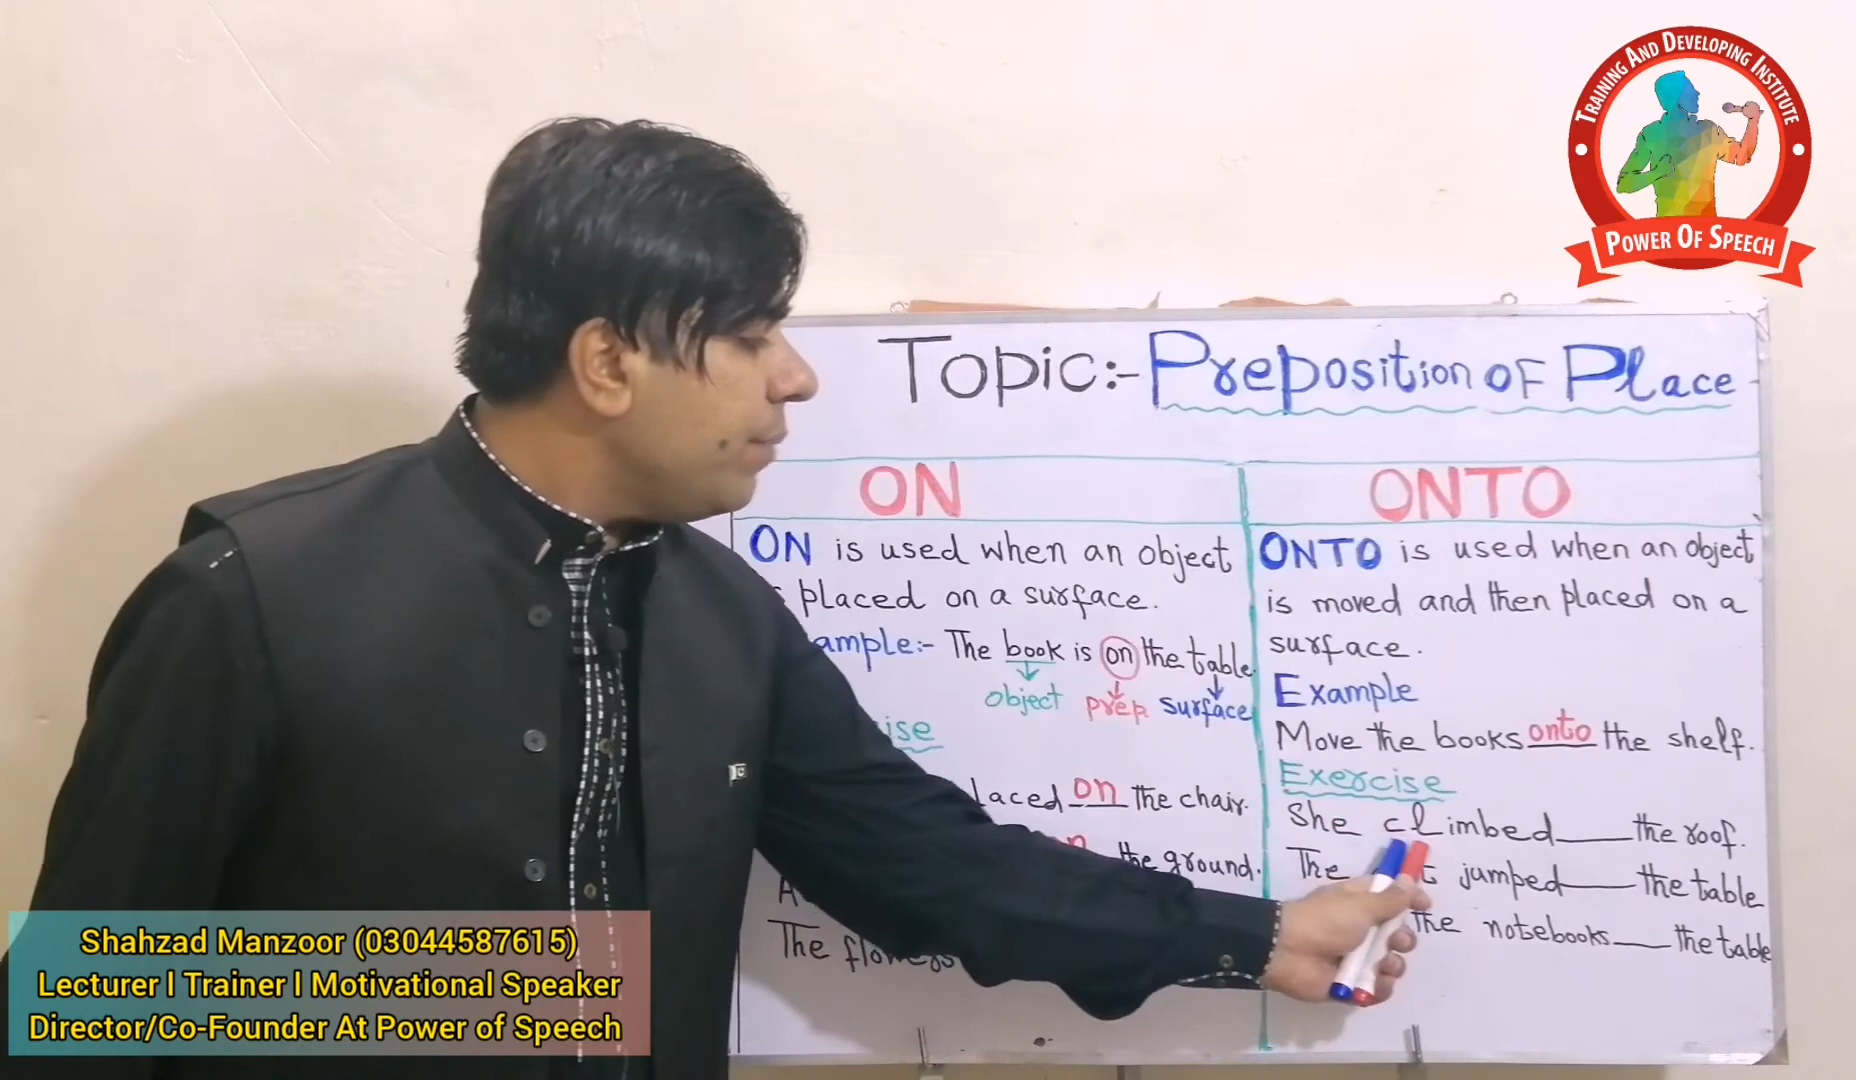 TRAINING AND DEVELOPING INSTITUTE
POWER OF SPEECH
Topic:- Preposition OF Place
ON
ON is used when an object
placed on a surface.
ample:- The book is on the table.
object prep surface
ise
laced on the chair.
the ground.
The flowers
ONTO
ONTO is used when an object
is moved and then placed on a
surface.
Example
Move the books onto the shelf.
Exercise
She climbed ___ the roof.
The jumped ___ the table
the notebooks ___ the table
Shahzad Manzoor (03044587615)
Lecturer l Trainer l Motivational Speaker
Director/Co-Founder At Power of Speech